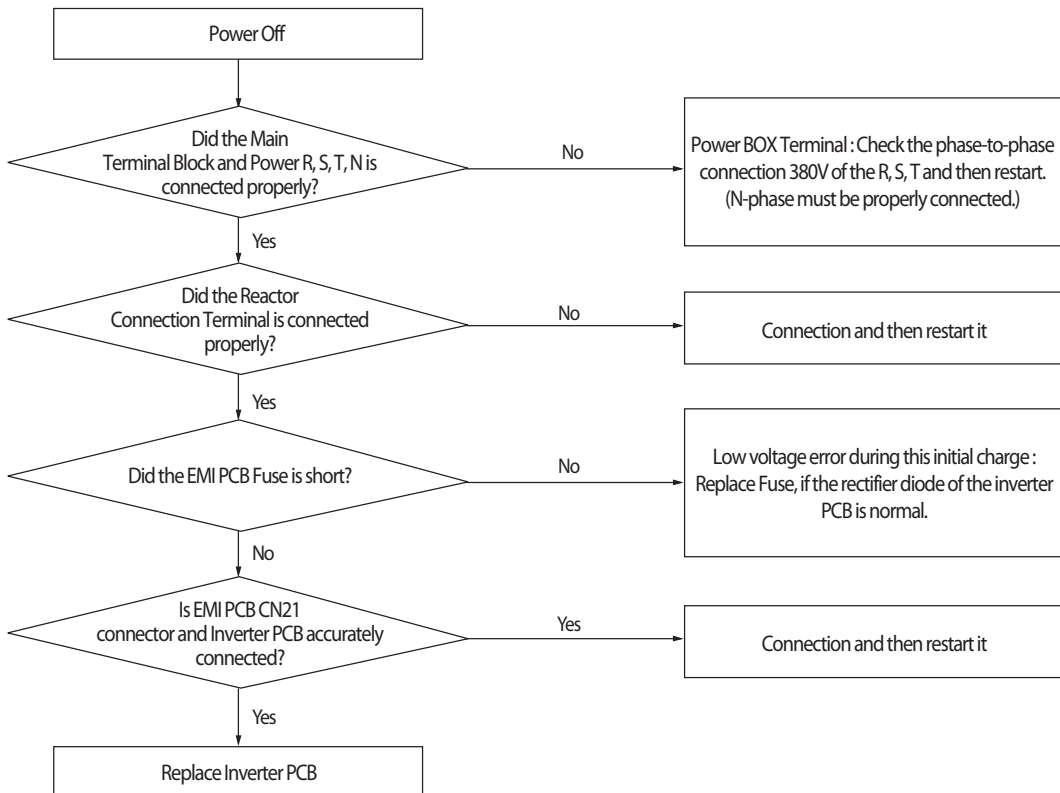 Power Off
Did the Main
Terminal Block and Power R, S, T, N is
connected properly?
No
Power BOX Terminal : Check the phase-to-phase
connection 380V of the R, S, T and then restart.
(N-phase must be properly connected.)
Yes
Did the Reactor
Connection Terminal is connected
properly?
No
Connection and then restart it
Yes
Did the EMI PCB Fuse is short?
No
Low voltage error during this initial charge :
Replace Fuse, if the rectifier diode of the inverter
PCB is normal.
No
Is EMI PCB CN21
connector and Inverter PCB accurately
connected?
Yes
Connection and then restart it
Yes
Replace Inverter PCB